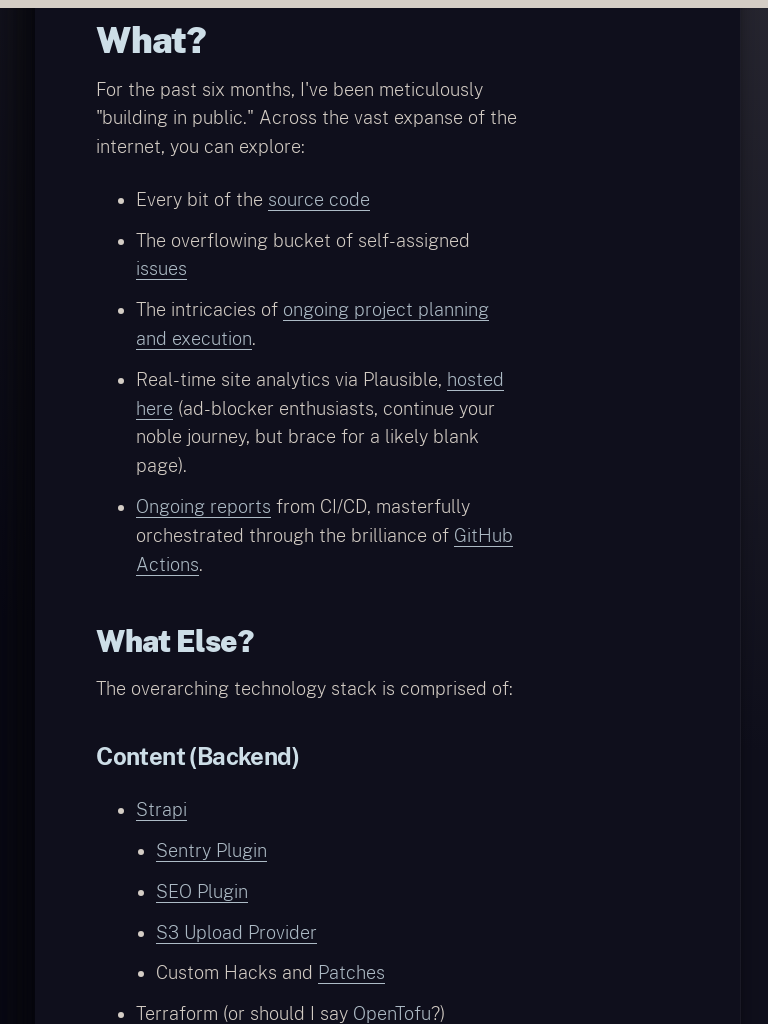 What?
For the past six months, I've been meticulously
"building in public." Across the vast expanse of the
internet, you can explore:
Every bit of the source code
The overflowing bucket of self-assigned
issues
The intricacies of ongoing project planning
and execution.
Real-time site analytics via Plausible, hosted
here (ad-blocker enthusiasts, continue your
noble journey, but brace for a likely blank
page).
Ongoing reports from CI/CD, masterfully
orchestrated through the brilliance of GitHub
Actions.
What Else?
The overarching technology stack is comprised of:
Content (Backend)
Strapi
Sentry Plugin
SEO Plugin
S3 Upload Provider
Custom Hacks and Patches
Terraform (or should I say OpenTofu?)